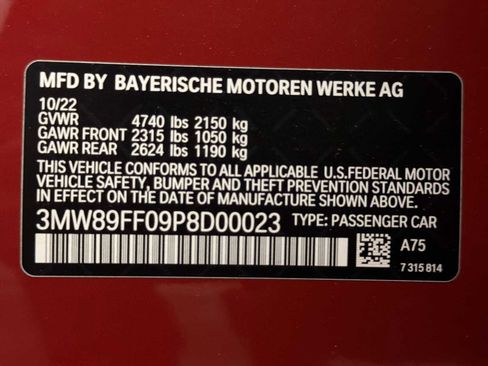 MFD BY BAYERISCHE MOTOREN WERKE AG
10/22
GVWR 4740 lbs 2150 kg
GAWR FRONT 2315 lbs 1050 kg
GAWR REAR 2624 lbs 1190 kg
THIS VEHICLE CONFORMS TO ALL APPLICABLE U.S.FEDERAL MOTOR
VEHICLE SAFETY, BUMPER AND THEFT PREVENTION STANDARDS IN
EFFECT ON THE DATE OF MANUFACTURE SHOWN ABOVE.
3MW89FF09P8D00023 TYPE: PASSENGER CAR
A75
7 315 814